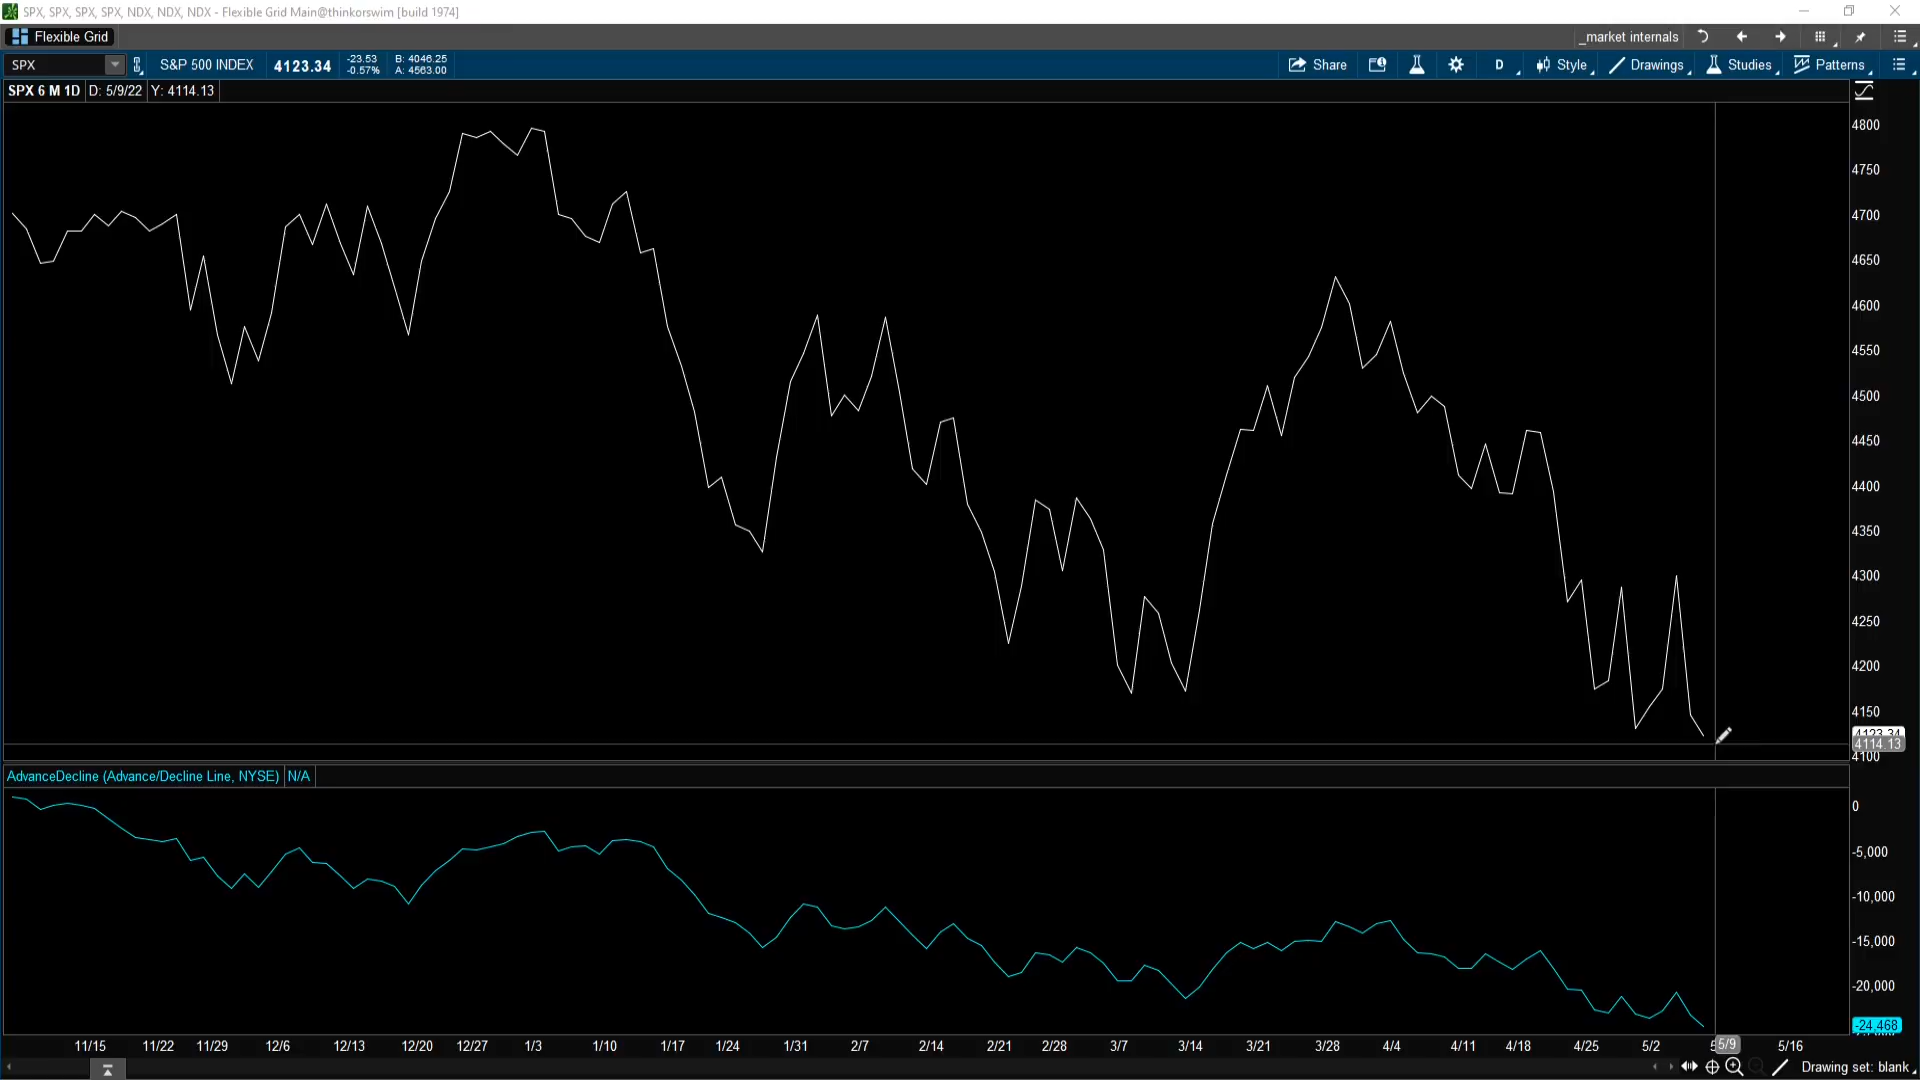 SPX, SPX, SPX, SPX, NDX, NDX, NDX - Flexible Grid Main@thinkorswim [build 1974]
Flexible Grid
_market internals
SPX
S&P 500 INDEX
4123.34
-23.53
-0.57%
B: 4046.25
A: 4563.00
Share
D
Style
Drawings
Studies
Patterns
SPX 6 M 1D
D: 5/9/22
Y: 4114.13
4800
4750
4700
4650
4600
4550
4500
4450
4400
4350
4300
4250
4200
4150
4123.34
4114.13
4100
AdvanceDecline (Advance/Decline Line, NYSE)
N/A
0
-5,000
-10,000
-15,000
-20,000
-24,468
11/15 11/22 11/29 12/6 12/13 12/20 12/27 1/3 1/10 1/17 1/24 1/31 2/7 2/14 2/21 2/28 3/7 3/14 3/21 3/28 4/4 4/11 4/18 4/25 5/2 5/9 5/16
Drawing set: blank